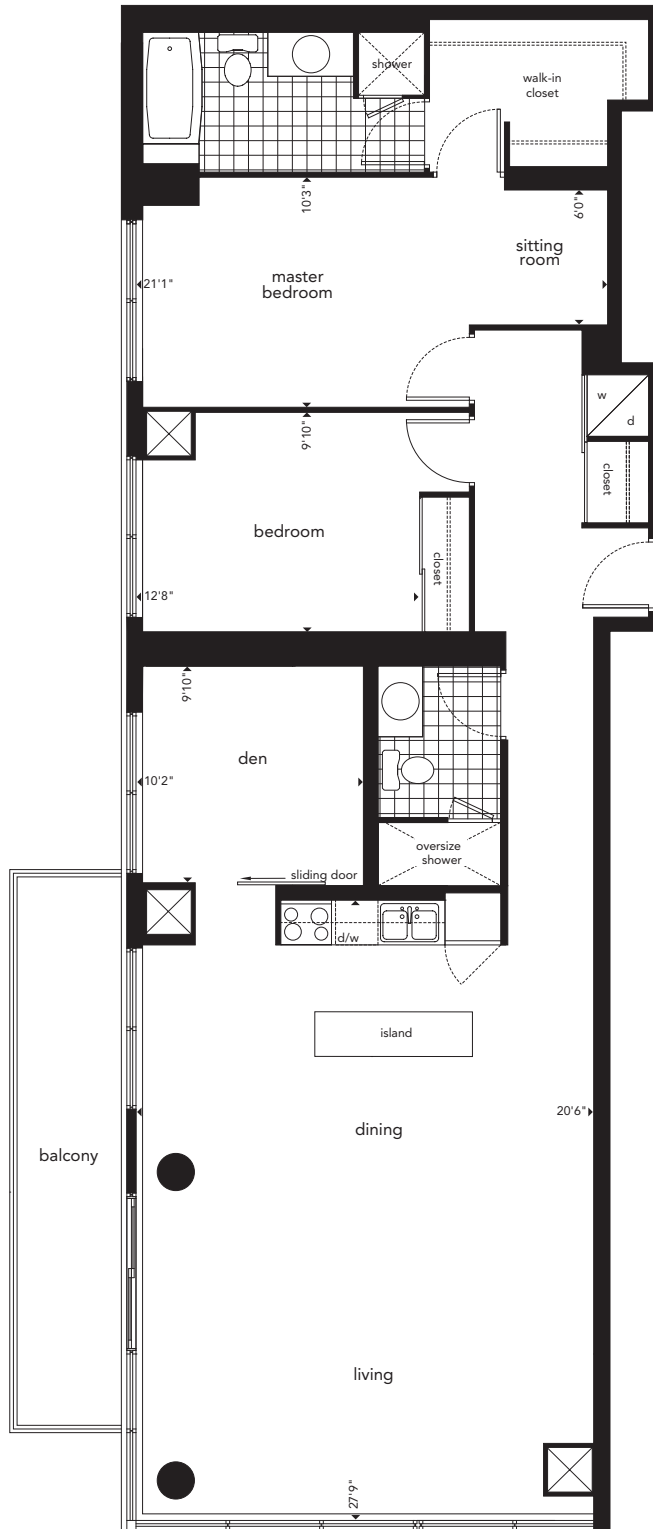 shower
walk-in
closet
10'3"
6'0"
sitting
room
master
bedroom
21'1"
w
d
9'10"
closet
bedroom
closet
12'8"
9'10"
den
10'2"
oversize
shower
sliding door
d/w
island
20'6"
dining
balcony
living
27'9"